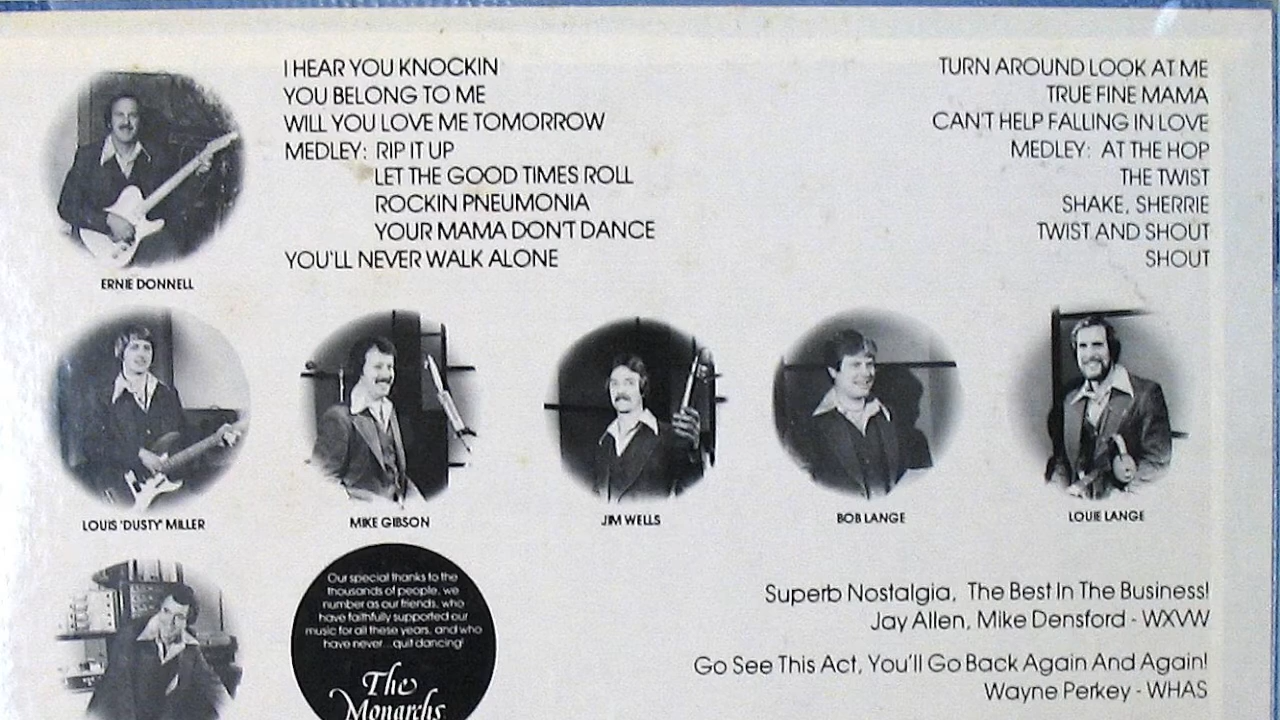 I HEAR YOU KNOCKIN
YOU BELONG TO ME
WILL YOU LOVE ME TOMORROW
MEDLEY: RIP IT UP
LET THE GOOD TIMES ROLL
ROCKIN PNEUMONIA
YOUR MAMA DON'T DANCE
YOU'LL NEVER WALK ALONE
TURN AROUND LOOK AT ME
TRUE FINE MAMA
CAN'T HELP FALLING IN LOVE
MEDLEY: AT THE HOP
THE TWIST
SHAKE, SHERRIE
TWIST AND SHOUT
SHOUT
ERNIE DONNELL
LOUIS 'DUSTY' MILLER
MIKE GIBSON
JIM WELLS
BOB LANGE
LOUIE LANGE
Our special thanks to the
thousands of people, we
number as our friends, who
have faithfully supported our
music for all these years, and who
have never...quit dancing!
The
Monarchs
Superb Nostalgia, The Best In The Business!
Jay Allen, Mike Densford - WXVW
Go See This Act, You'll Go Back Again And Again!
Wayne Perkey - WHAS